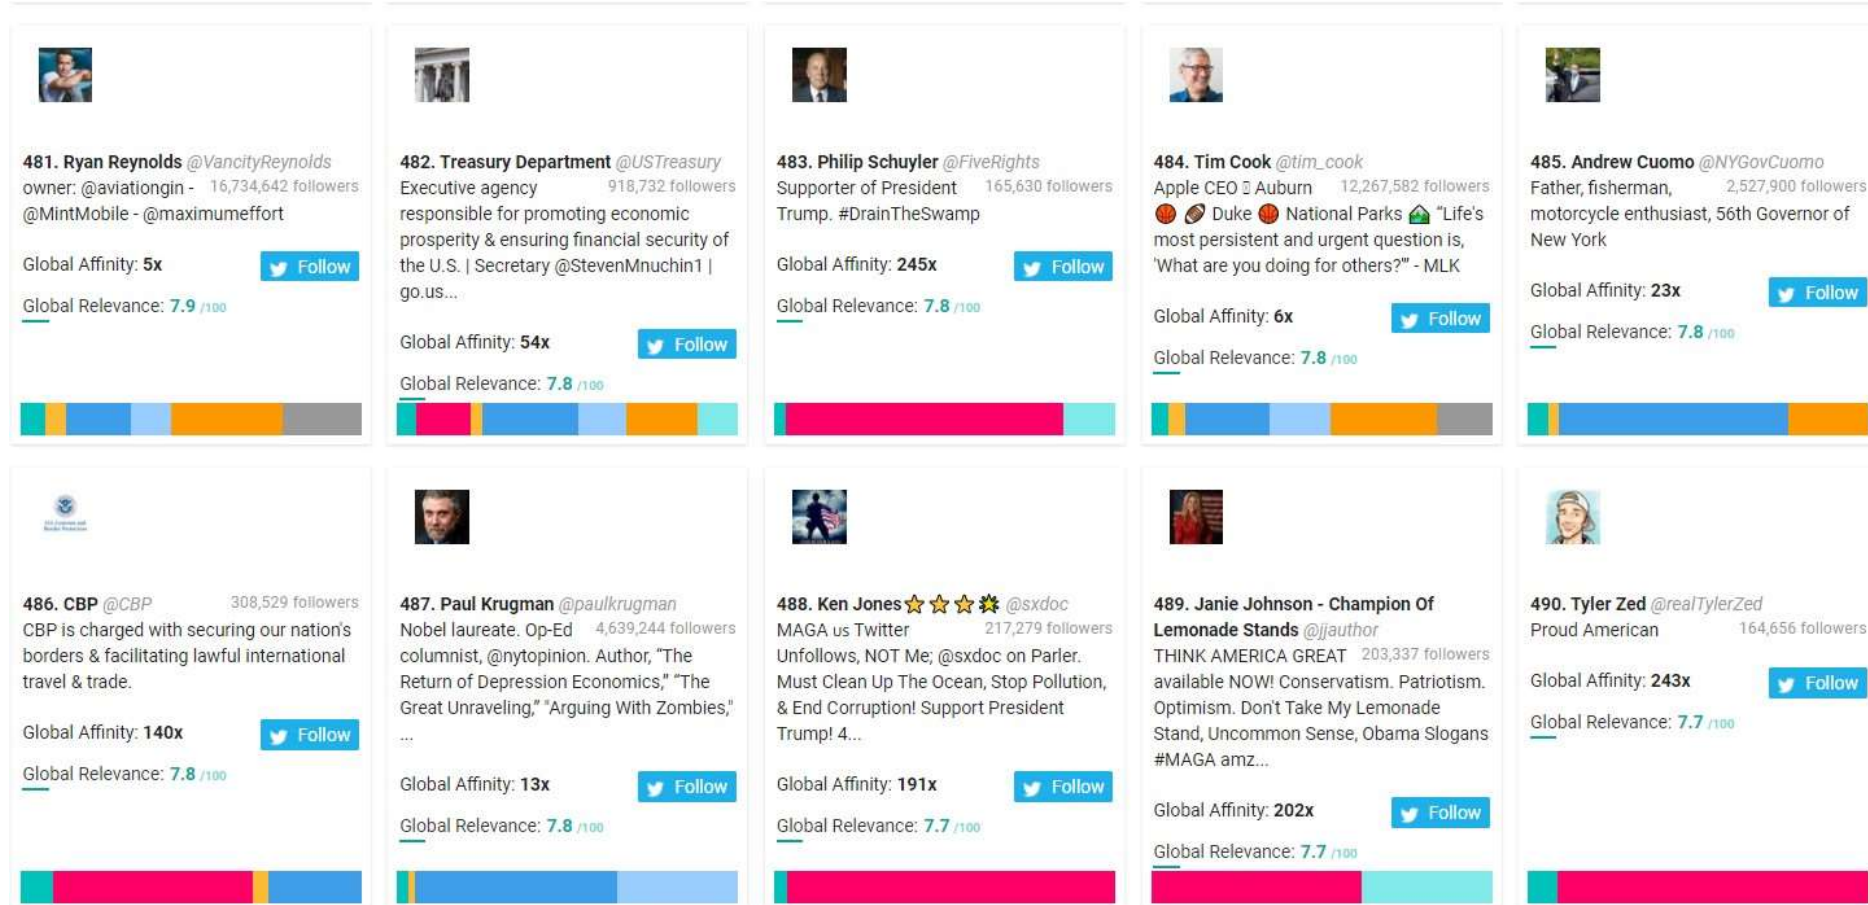 481. Ryan Reynolds @VancityReynolds
owner: @aviationgin - 16,734,642 followers
@MintMobile - @maximumeffort
Global Affinity: 5x
Follow
Global Relevance: 7.9 /100
482. Treasury Department @USTreasury
Executive agency 918,732 followers
responsible for promoting economic
prosperity & ensuring financial security of
the U.S. | Secretary @StevenMnuchin1 |
go.us...
Global Affinity: 54x
Follow
Global Relevance: 7.8 /100
483. Philip Schuyler @FiveRights
Supporter of President 165,630 followers
Trump. #DrainTheSwamp
Global Affinity: 245x
Follow
Global Relevance: 7.8 /100
484. Tim Cook @tim_cook
Apple CEO  Auburn 12,267,582 followers
🏀 🏈 Duke 🏀 National Parks 🏞 “Life's
most persistent and urgent question is,
'What are you doing for others?'” - MLK
Global Affinity: 6x
Follow
Global Relevance: 7.8 /100
485. Andrew Cuomo @NYGovCuomo
Father, fisherman, 2,527,900 followers
motorcycle enthusiast, 56th Governor of
New York
Global Affinity: 23x
Follow
Global Relevance: 7.8 /100
486. CBP @CBP 308,529 followers
CBP is charged with securing our nation's
borders & facilitating lawful international
travel & trade.
Global Affinity: 140x
Follow
Global Relevance: 7.8 /100
487. Paul Krugman @paulkrugman
Nobel laureate. Op-Ed 4,639,244 followers
columnist, @nytopinion. Author, “The
Return of Depression Economics,” “The
Great Unraveling,” "Arguing With Zombies,"
...
Global Affinity: 13x
Follow
Global Relevance: 7.8 /100
488. Ken Jones⭐⭐⭐🌟 @sxdoc
MAGA us Twitter 217,279 followers
Unfollows, NOT Me; @sxdoc on Parler.
Must Clean Up The Ocean, Stop Pollution,
& End Corruption! Support President
Trump! 4...
Global Affinity: 191x
Follow
Global Relevance: 7.7 /100
489. Janie Johnson - Champion Of
Lemonade Stands @jjauthor
THINK AMERICA GREAT 203,337 followers
available NOW! Conservatism. Patriotism.
Optimism. Don't Take My Lemonade
Stand, Uncommon Sense, Obama Slogans
#MAGA amz...
Global Affinity: 202x
Follow
Global Relevance: 7.7 /100
490. Tyler Zed @realTylerZed
Proud American 164,656 followers
Global Affinity: 243x
Follow
Global Relevance: 7.7 /100